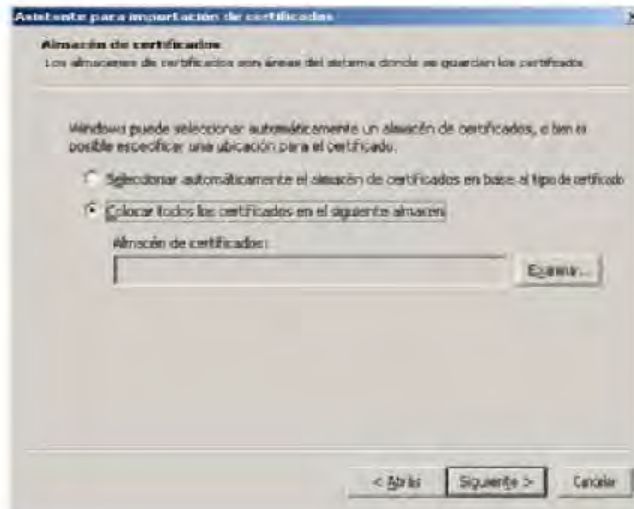 Asistente para importación de certificados
Almacén de certificados
Los almacenes de certificados son áreas del sistema donde se guardan los certificados.
Windows puede seleccionar automáticamente un almacén de certificados, o bien es
posible especificar una ubicación para el certificado.
Seleccionar automáticamente el almacén de certificados en base al tipo de certificado
Colocar todos los certificados en el siguiente almacén
Almacén de certificados:
Examinar...
< Atrás Siguiente > Cancelar